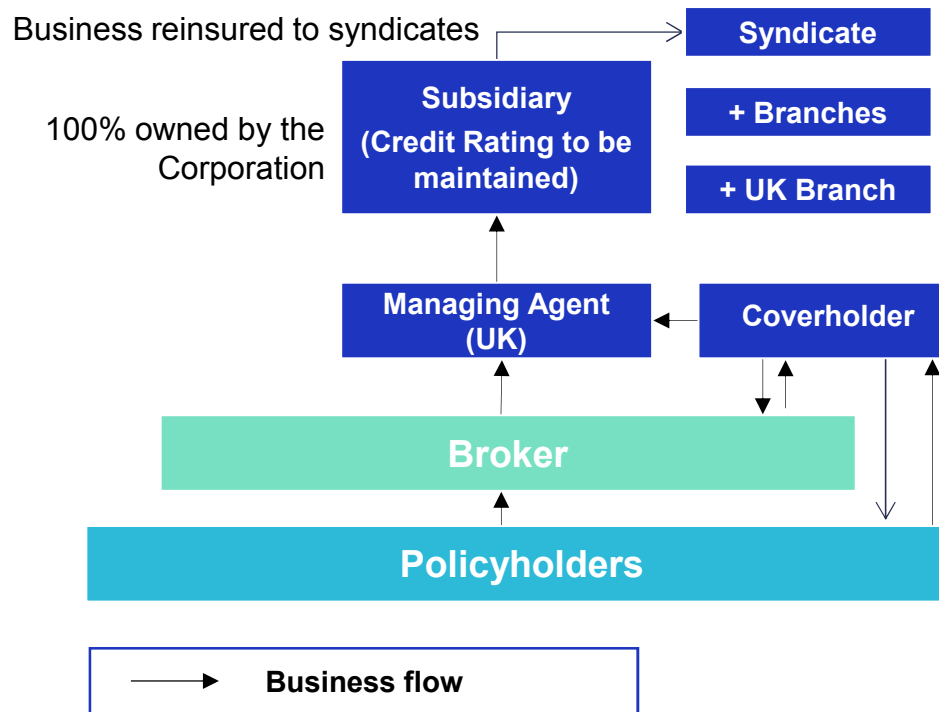 Business reinsured to syndicates
Syndicate
Subsidiary
(Credit Rating to be
maintained)
100% owned by the
Corporation
+ Branches
+ UK Branch
Managing Agent
(UK)
Coverholder
Broker
Policyholders
Business flow